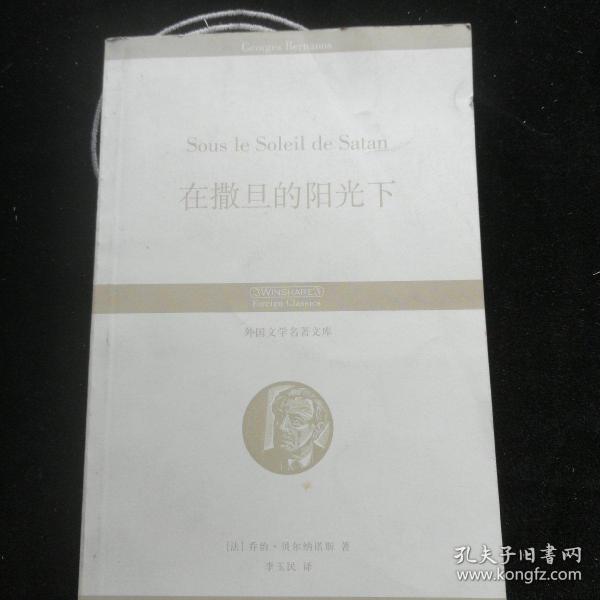 Georges Bernanos
Sous le Soleil de Satan
在撒旦的阳光下
WINSHARE
Foreign Classics
外国文学名著文库
[法] 乔治·贝尔纳诺斯 著
李玉民 译
孔夫子旧书网
www.kongfz.com